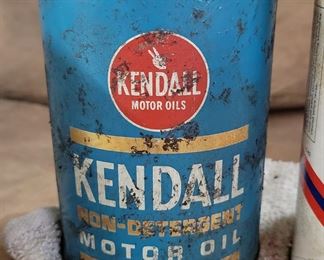 KENDALL
MOTOR OILS
KENDALL
NON-DETERGENT
MOTOR OIL